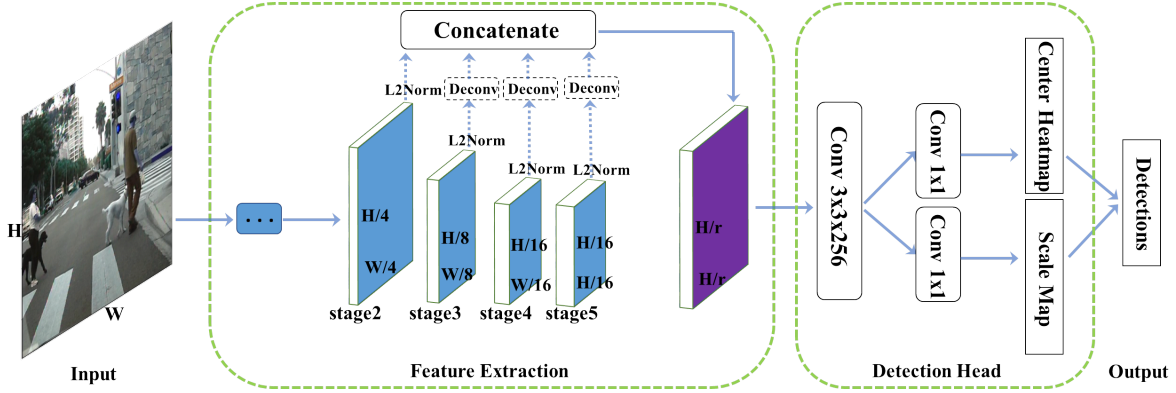 Concatenate
L2Norm
Deconv
Deconv
Deconv
L2Norm
L2Norm
L2Norm
H/4
W/4
H/8
W/8
H/16
W/16
H/16
H/16
H/r
H/r
stage2
stage3
stage4
stage5
H
W
...
Conv 3x3x256
Conv 1x1
Conv 1x1
Center Heatmap
Scale Map
Detections
Input
Feature Extraction
Detection Head
Output